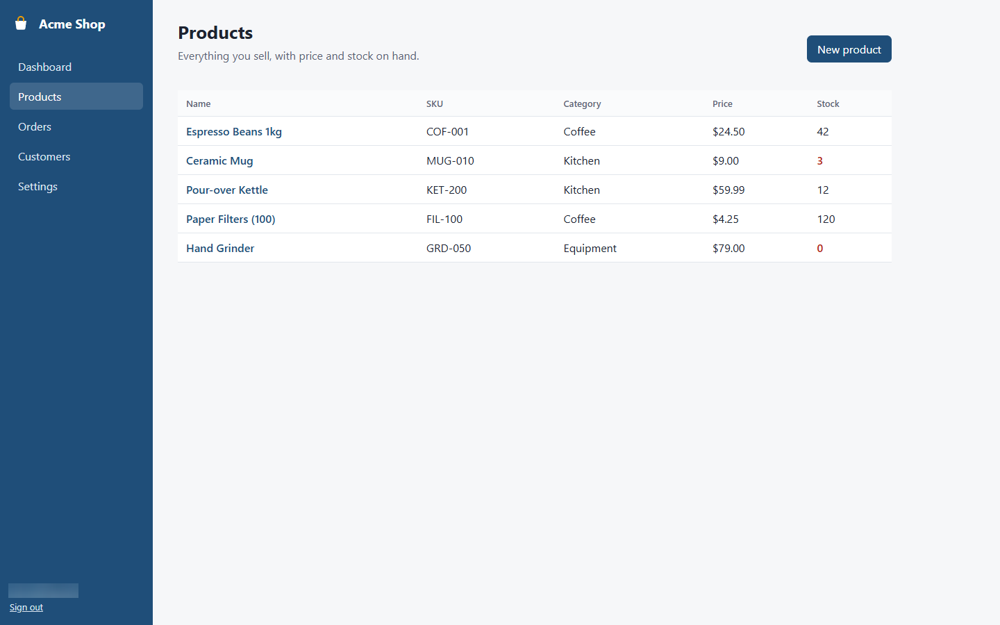 Acme Shop
Dashboard
Products
Orders
Customers
Settings
Sign out
Products
Everything you sell, with price and stock on hand.
New product
Name SKU Category Price Stock
Espresso Beans 1kg COF-001 Coffee $24.50 42
Ceramic Mug MUG-010 Kitchen $9.00 3
Pour-over Kettle KET-200 Kitchen $59.99 12
Paper Filters (100) FIL-100 Coffee $4.25 120
Hand Grinder GRD-050 Equipment $79.00 0